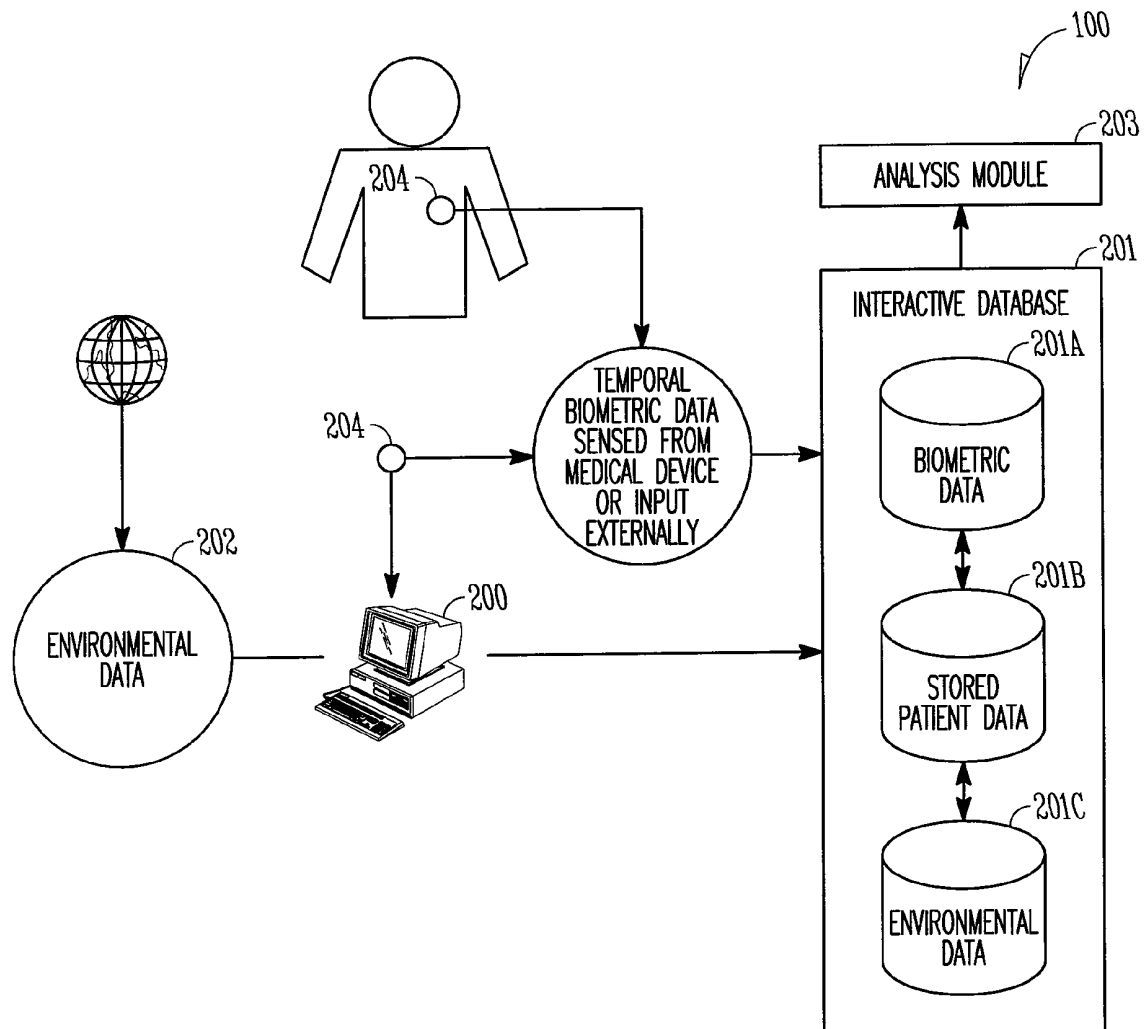 100
203
ANALYSIS MODULE
204
201
INTERACTIVE DATABASE
201A
BIOMETRIC
DATA
TEMPORAL
BIOMETRIC DATA
SENSED FROM
MEDICAL DEVICE
OR INPUT
EXTERNALLY
204
202
ENVIRONMENTAL
DATA
200
201B
STORED
PATIENT DATA
201C
ENVIRONMENTAL
DATA